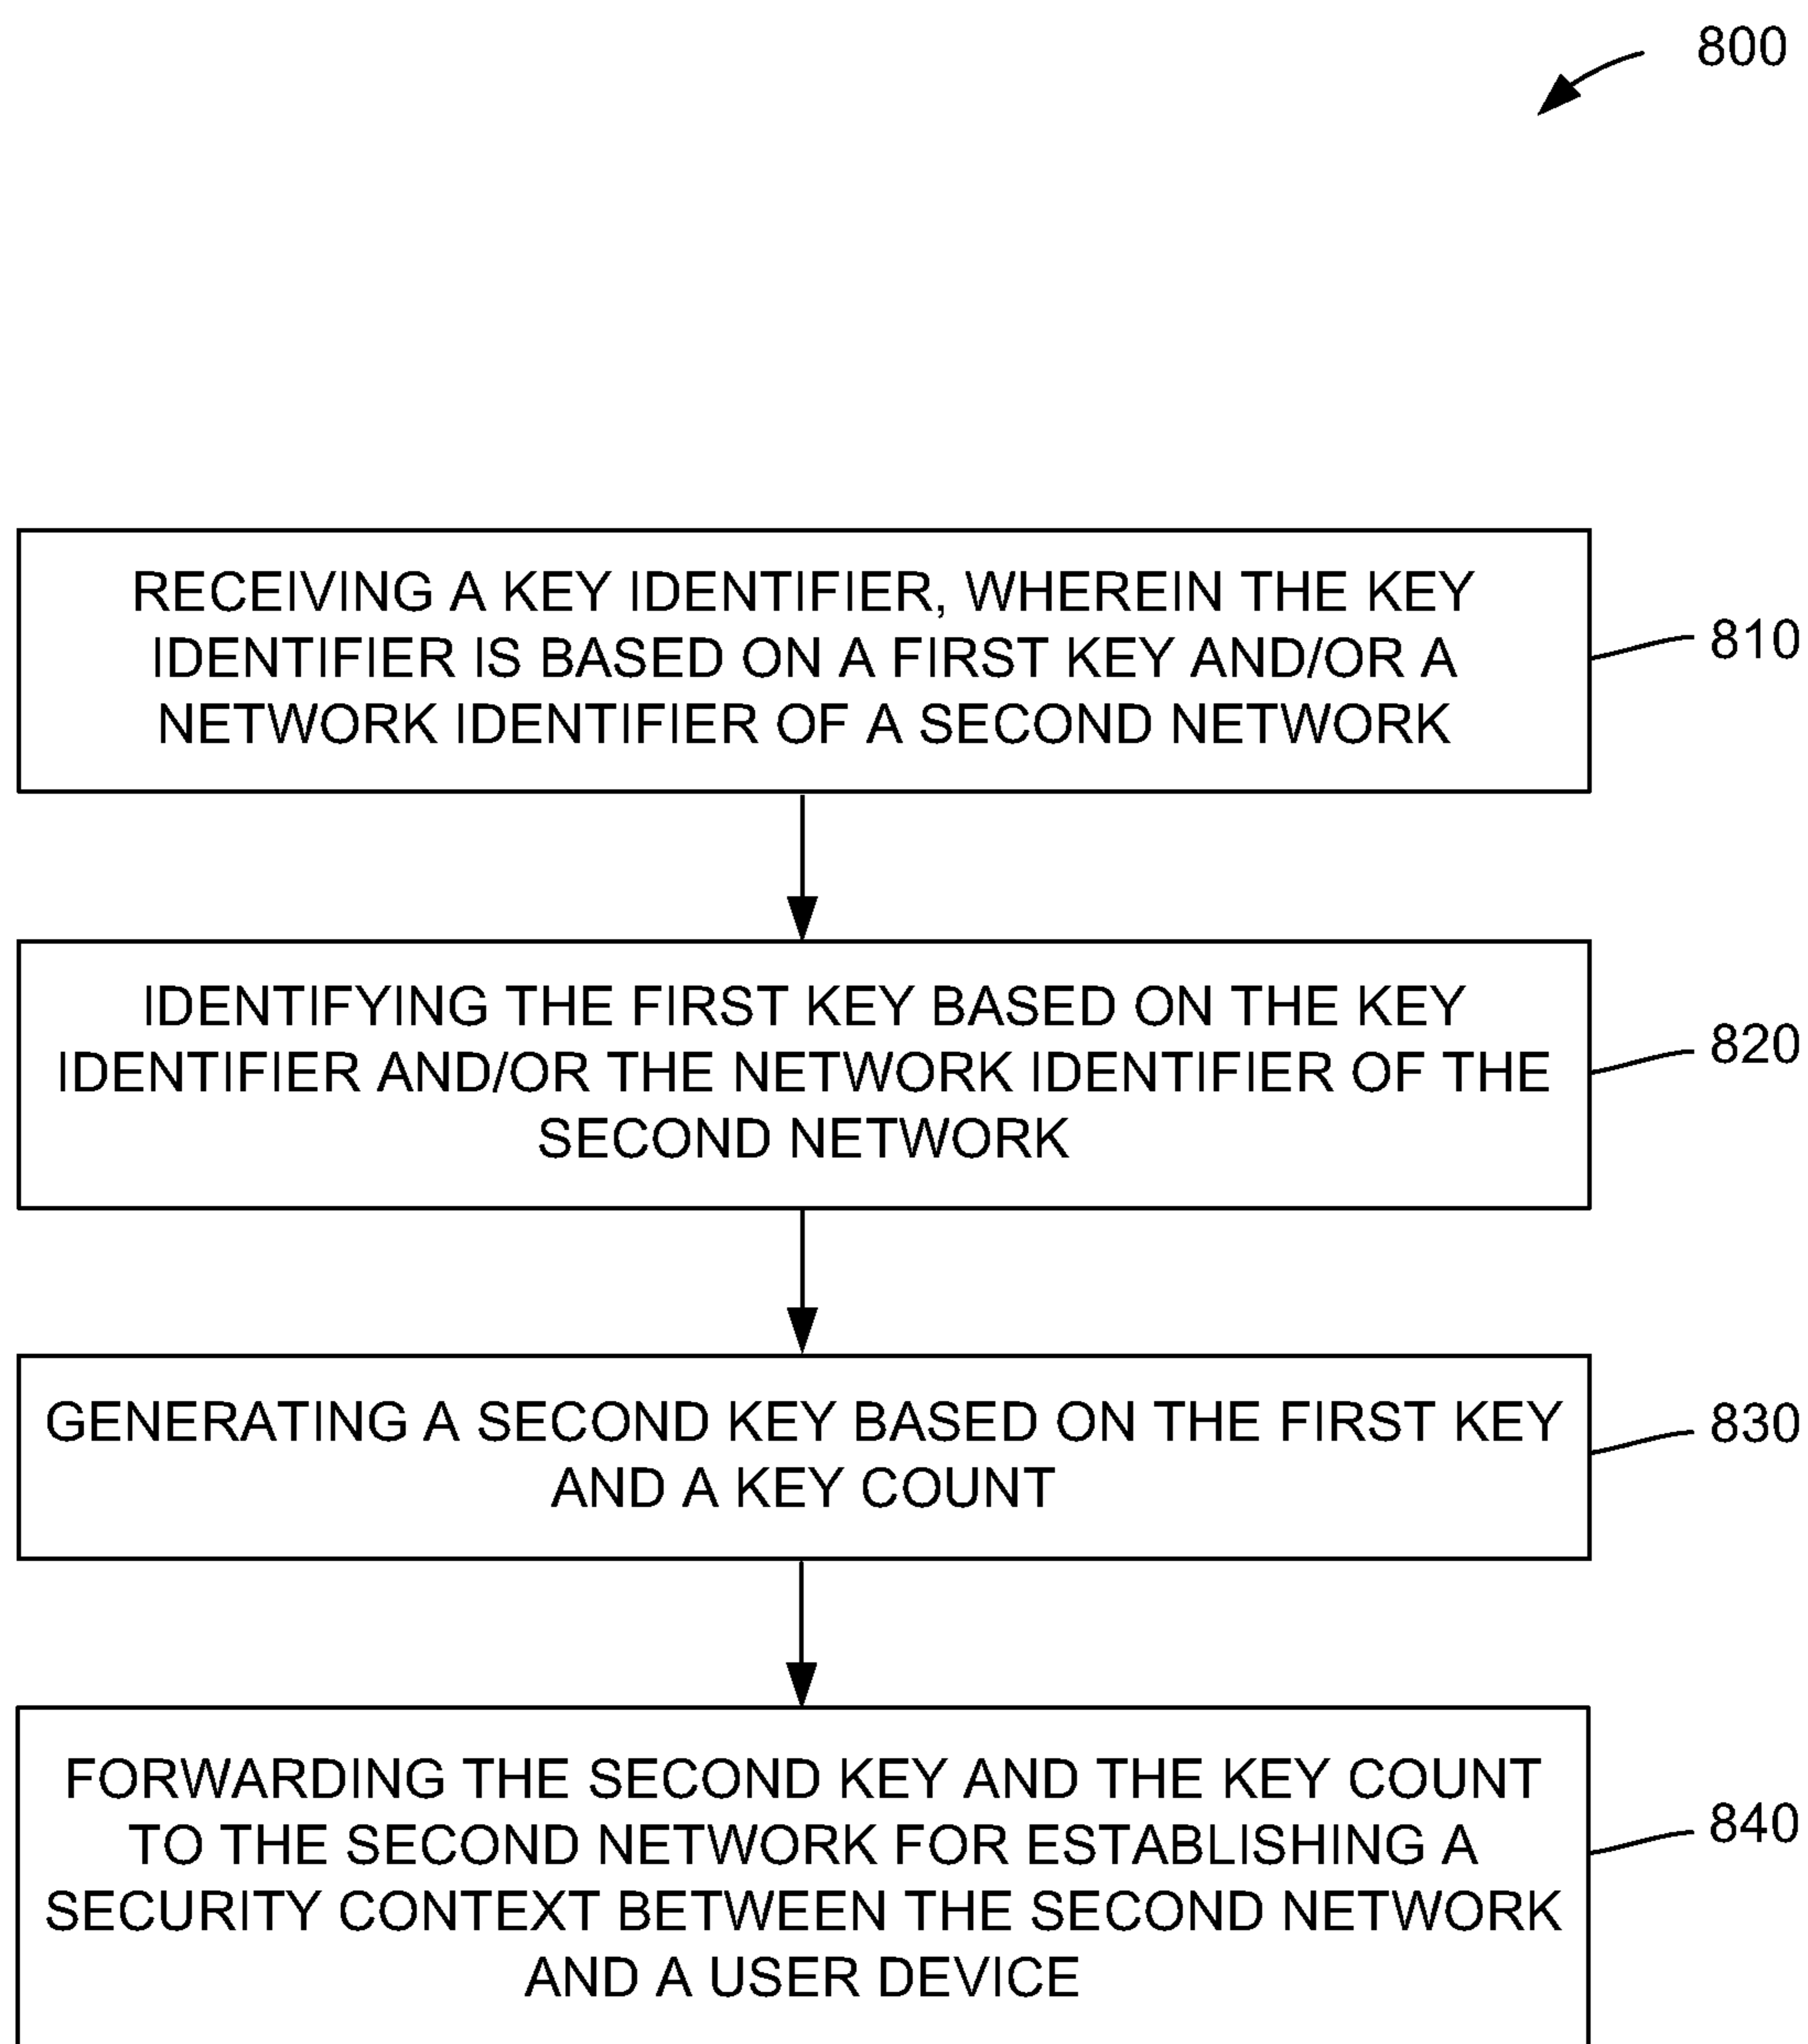 800
RECEIVING A KEY IDENTIFIER, WHEREIN THE KEY
IDENTIFIER IS BASED ON A FIRST KEY AND/OR A
NETWORK IDENTIFIER OF A SECOND NETWORK
810
IDENTIFYING THE FIRST KEY BASED ON THE KEY
IDENTIFIER AND/OR THE NETWORK IDENTIFIER OF THE
SECOND NETWORK
820
GENERATING A SECOND KEY BASED ON THE FIRST KEY
AND A KEY COUNT
830
FORWARDING THE SECOND KEY AND THE KEY COUNT
TO THE SECOND NETWORK FOR ESTABLISHING A
SECURITY CONTEXT BETWEEN THE SECOND NETWORK
AND A USER DEVICE
840